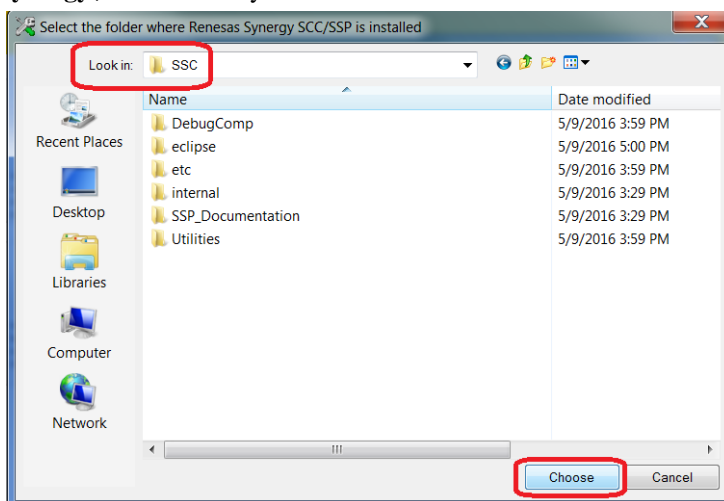 Select the folder where Renesas Synergy SCC/SSP is installed
Look in: SSC
Name Date modified
Recent Places
Desktop
Libraries
Computer
Network
DebugComp 5/9/2016 3:59 PM
eclipse 5/9/2016 5:00 PM
etc 5/9/2016 3:59 PM
internal 5/9/2016 3:29 PM
SSP_Documentation 5/9/2016 3:29 PM
Utilities 5/9/2016 3:59 PM
Choose Cancel